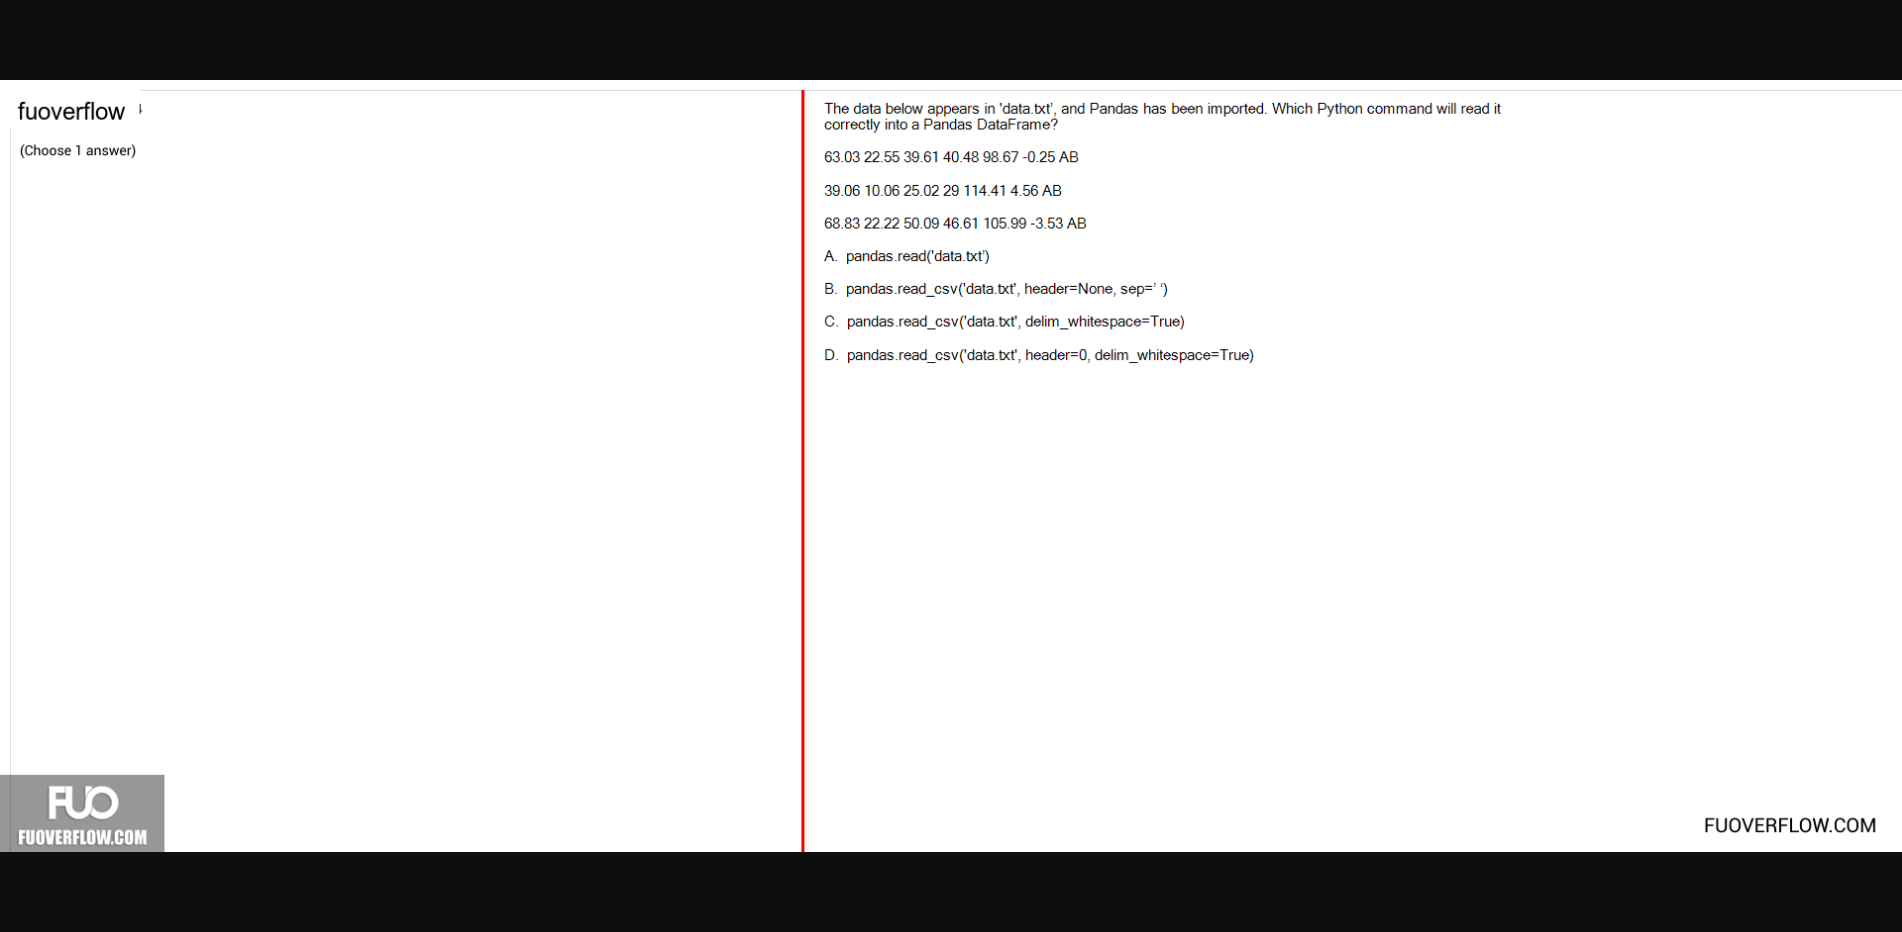 fuoverflow
(Choose 1 answer)
The data below appears in 'data.txt', and Pandas has been imported. Which Python command will read it
correctly into a Pandas DataFrame?
63.03 22.55 39.61 40.48 98.67 -0.25 AB
39.06 10.06 25.02 29 114.41 4.56 AB
68.83 22.22 50.09 46.61 105.99 -3.53 AB
A. pandas.read('data.txt’)
B. pandas.read_csv('data.txt', header=None, sep=’ ‘)
C. pandas.read_csv('data.txt', delim_whitespace=True)
D. pandas.read_csv('data.txt', header=0, delim_whitespace=True)
FUO
FUOVERFLOW.COM
FUOVERFLOW.COM